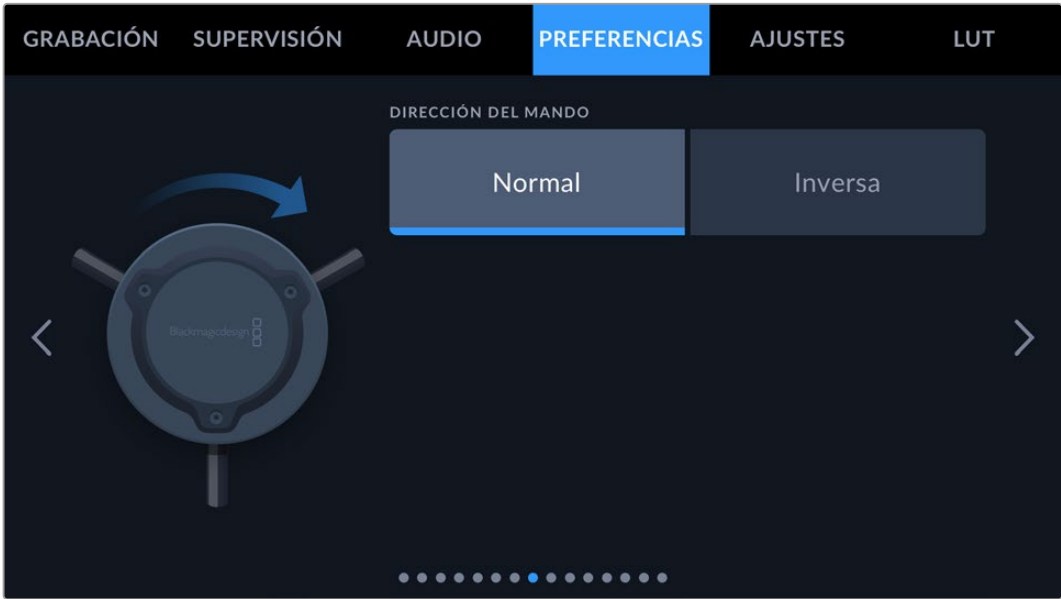 GRABACIÓN SUPERVISIÓN AUDIO PREFERENCIAS AJUSTES LUT
DIRECCIÓN DEL MANDO
Normal Inversa
Blackmagicdesign